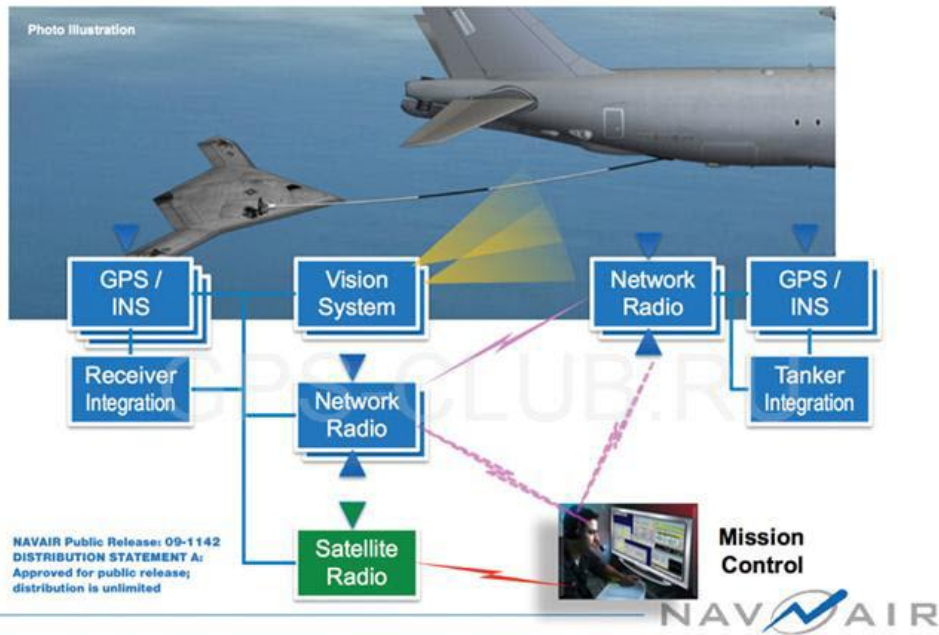 Photo Illustration
GPS /
INS
Vision
System
Network
Radio
GPS /
INS
Receiver
Integration
Network
Radio
Tanker
Integration
GPS-CLUB.RU
Satellite
Radio
Mission
Control
NAVAIR Public Release: 09-1142
DISTRIBUTION STATEMENT A:
Approved for public release;
distribution is unlimited
NAVAIR